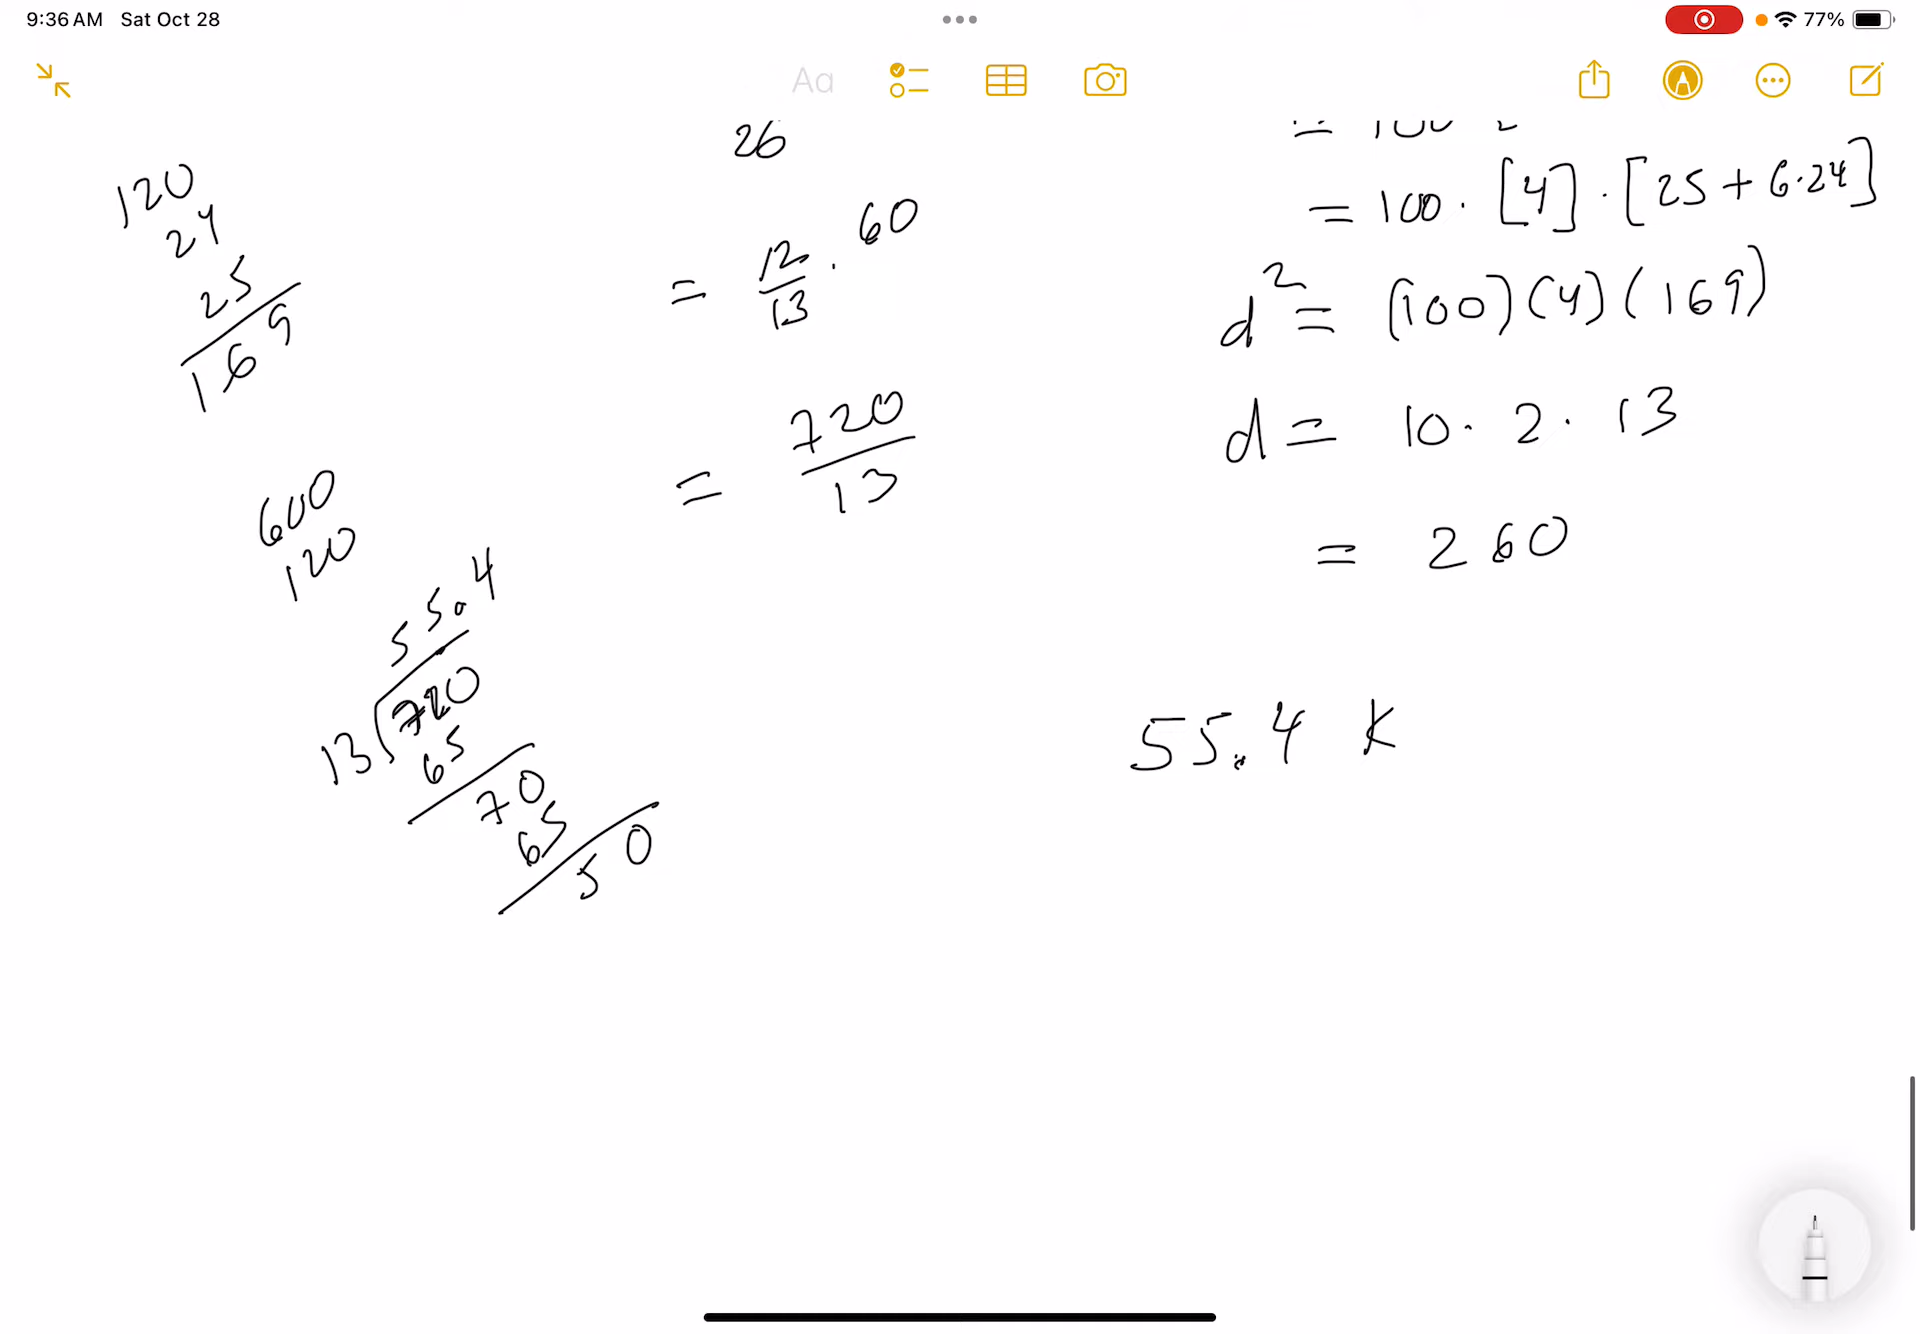 9:36 AM Sat Oct 28
77%
Aa
120
24
25
169
600
120
55.4
13 720
65
70
65
50
26
= 12/13 . 60
= 720/13
= 100 . [4] . [25 + 6.24]
d² = (100)(4)(169)
d = 10. 2. 13
= 260
55.4 K